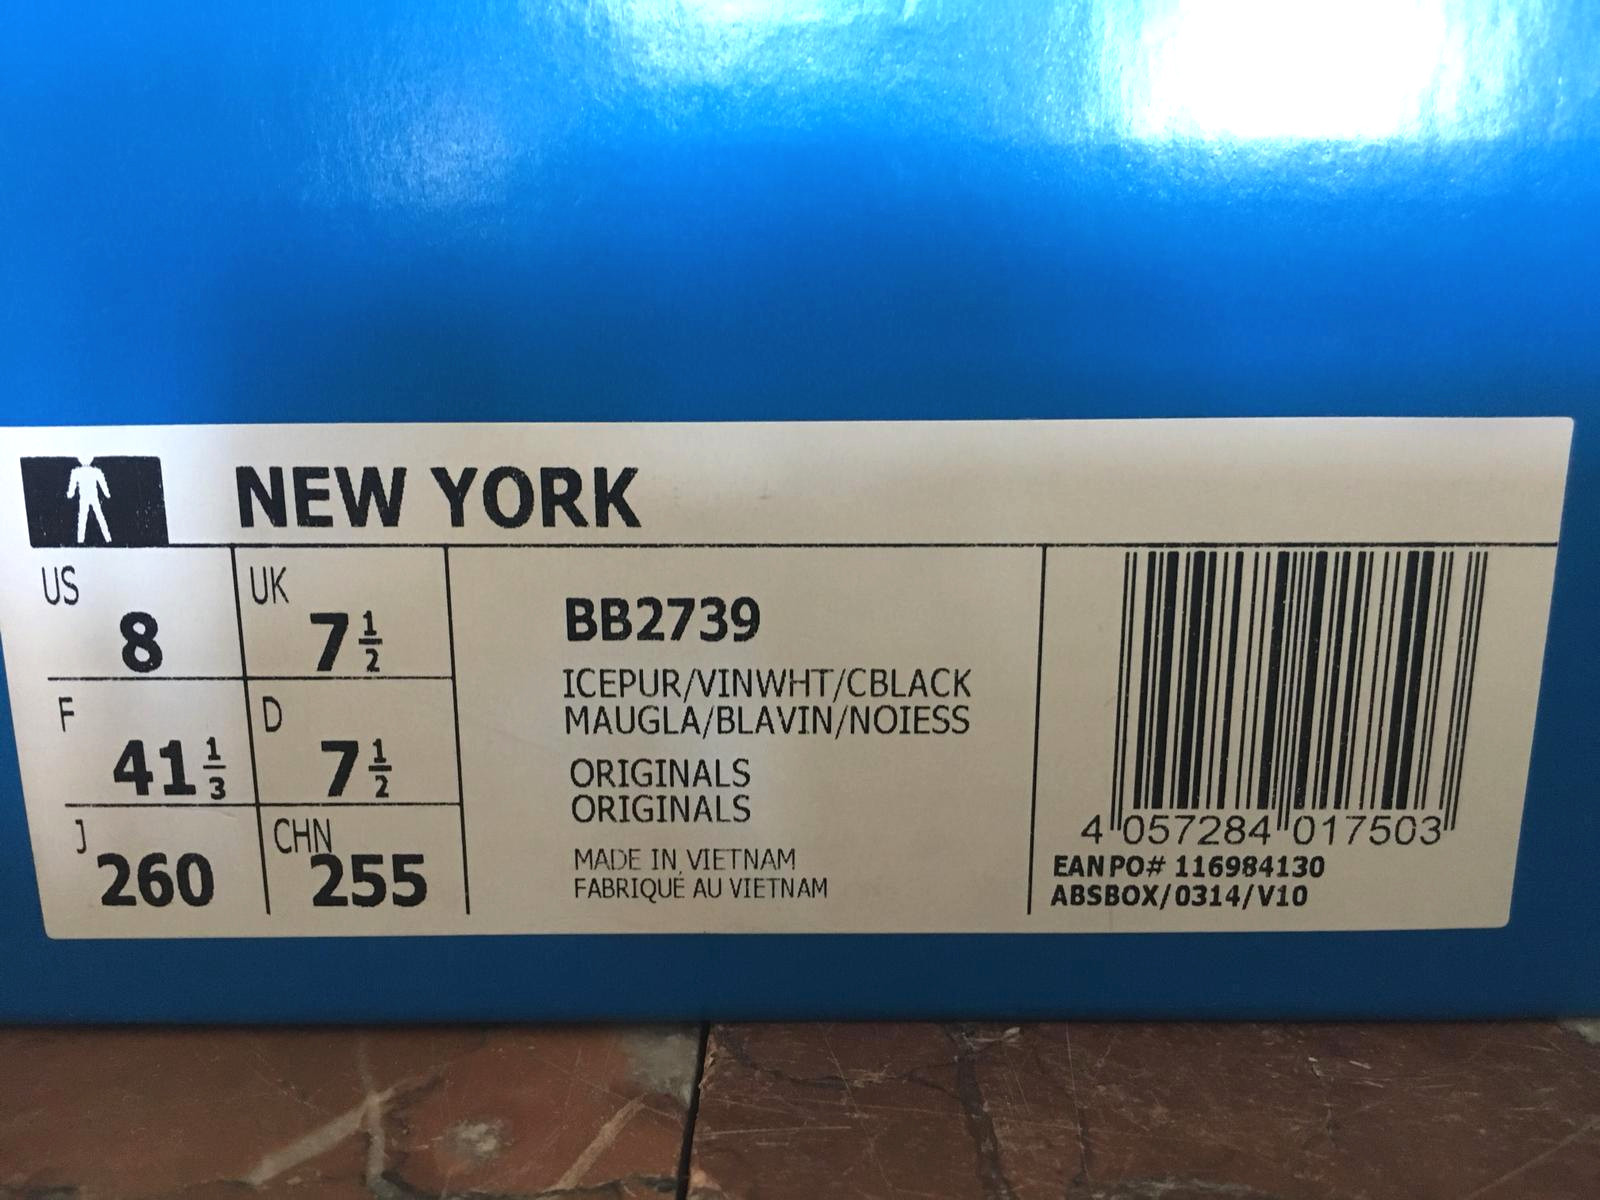 NEW YORK
US
8
UK
7 1/2
F
41 1/3
D
7 1/2
J
260
CHN
255
BB2739
ICEPUR/VINWHT/CBLACK
MAUGLA/BLAVIN/NOIESS
ORIGINALS
ORIGINALS
MADE IN VIETNAM
FABRIQUÉ AU VIETNAM
4 057284 017503
EAN PO# 116984130
ABSBOX/0314/V10